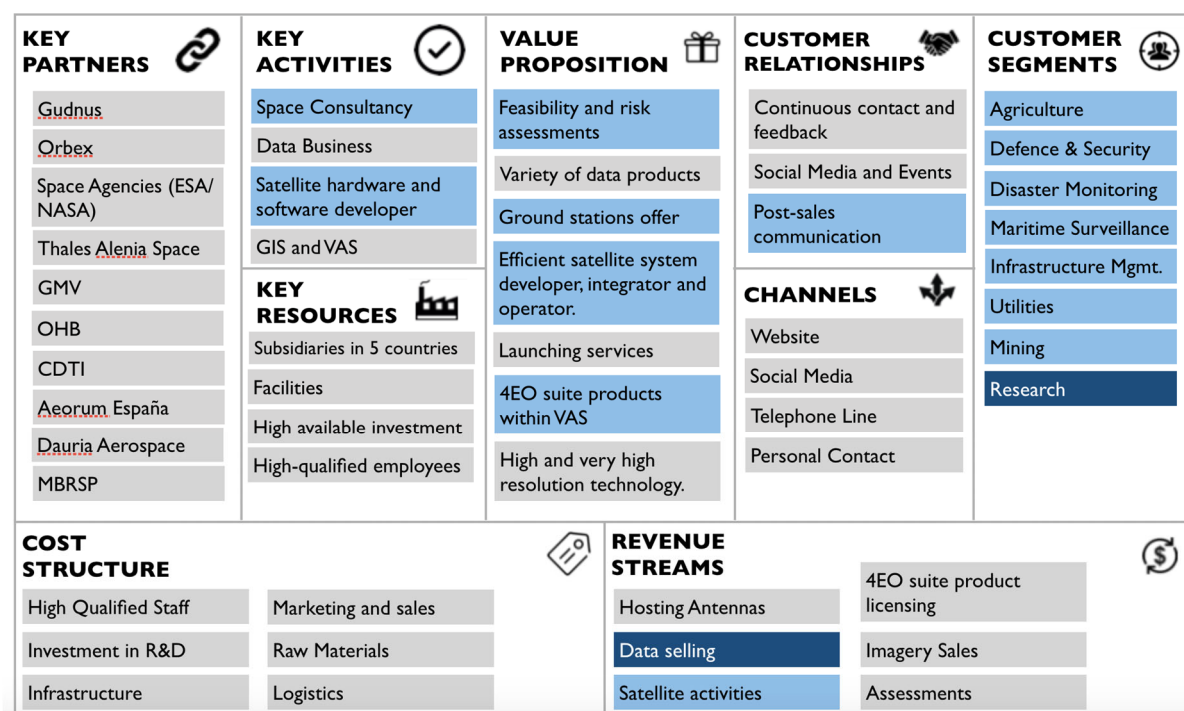 KEY
PARTNERS
Gudnus
Orbex
Space Agencies (ESA/
NASA)
Thales Alenia Space
GMV
OHB
CDTI
Aeorum España
Dauria Aerospace
MBRSP
KEY
ACTIVITIES
Space Consultancy
Data Business
Satellite hardware and
software developer
GIS and VAS
KEY
RESOURCES
Subsidiaries in 5 countries
Facilities
High available investment
High-qualified employees
VALUE
PROPOSITION
Feasibility and risk
assessments
Variety of data products
Ground stations offer
Efficient satellite system
developer, integrator and
operator.
Launching services
4EO suite products
within VAS
High and very high
resolution technology.
CUSTOMER
RELATIONSHIPS
Continuous contact and
feedback
Social Media and Events
Post-sales
communication
CHANNELS
Website
Social Media
Telephone Line
Personal Contact
CUSTOMER
SEGMENTS
Agriculture
Defence & Security
Disaster Monitoring
Maritime Surveillance
Infrastructure Mgmt.
Utilities
Mining
Research
COST
STRUCTURE
High Qualified Staff
Investment in R&D
Infrastructure
Marketing and sales
Raw Materials
Logistics
REVENUE
STREAMS
Hosting Antennas
Data selling
Satellite activities
4EO suite product
licensing
Imagery Sales
Assessments
$